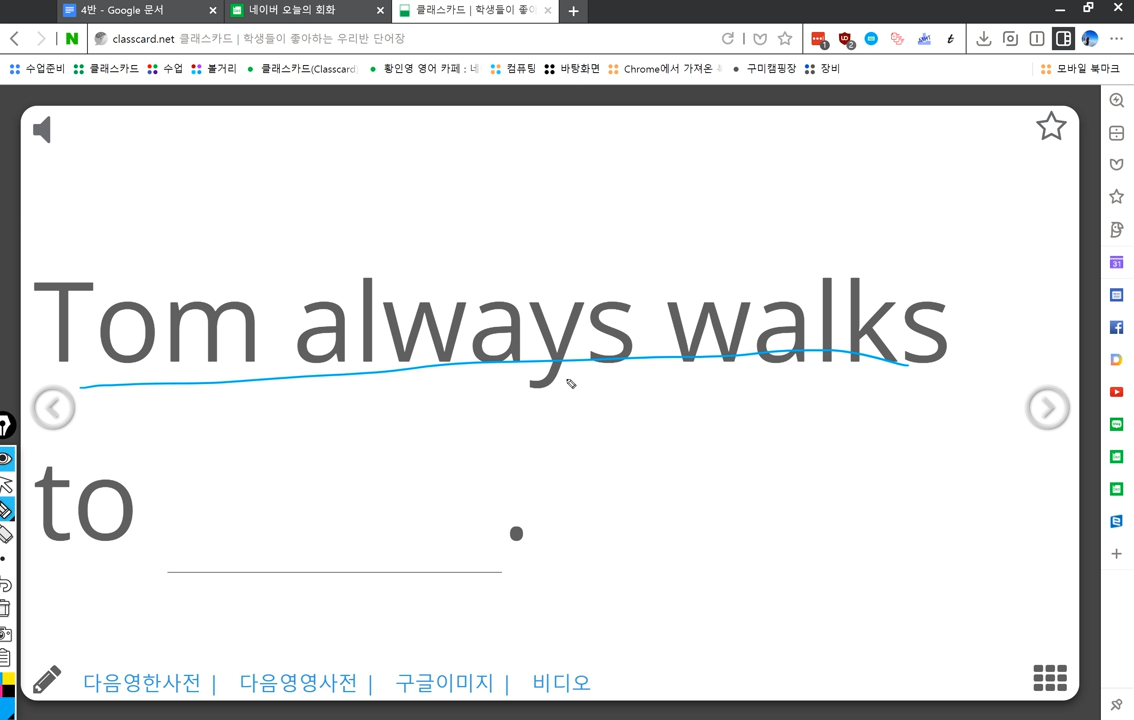 4반 - Google 문서
네이버 오늘의 회화
클래스카드 | 학생들이 좋아
classcard.net 클래스카드 | 학생들이 좋아하는 우리반 단어장
수업준비 클래스카드 수업 볼거리 클래스카드(Classcard 황인영 영어 카페 : 네 컴퓨팅 바탕화면 Chrome에서 가져온 구미캠핑장 장비 모바일 북마크
Tom always walks
to ____.
다음영한사전 | 다음영영사전 | 구글이미지 | 비디오